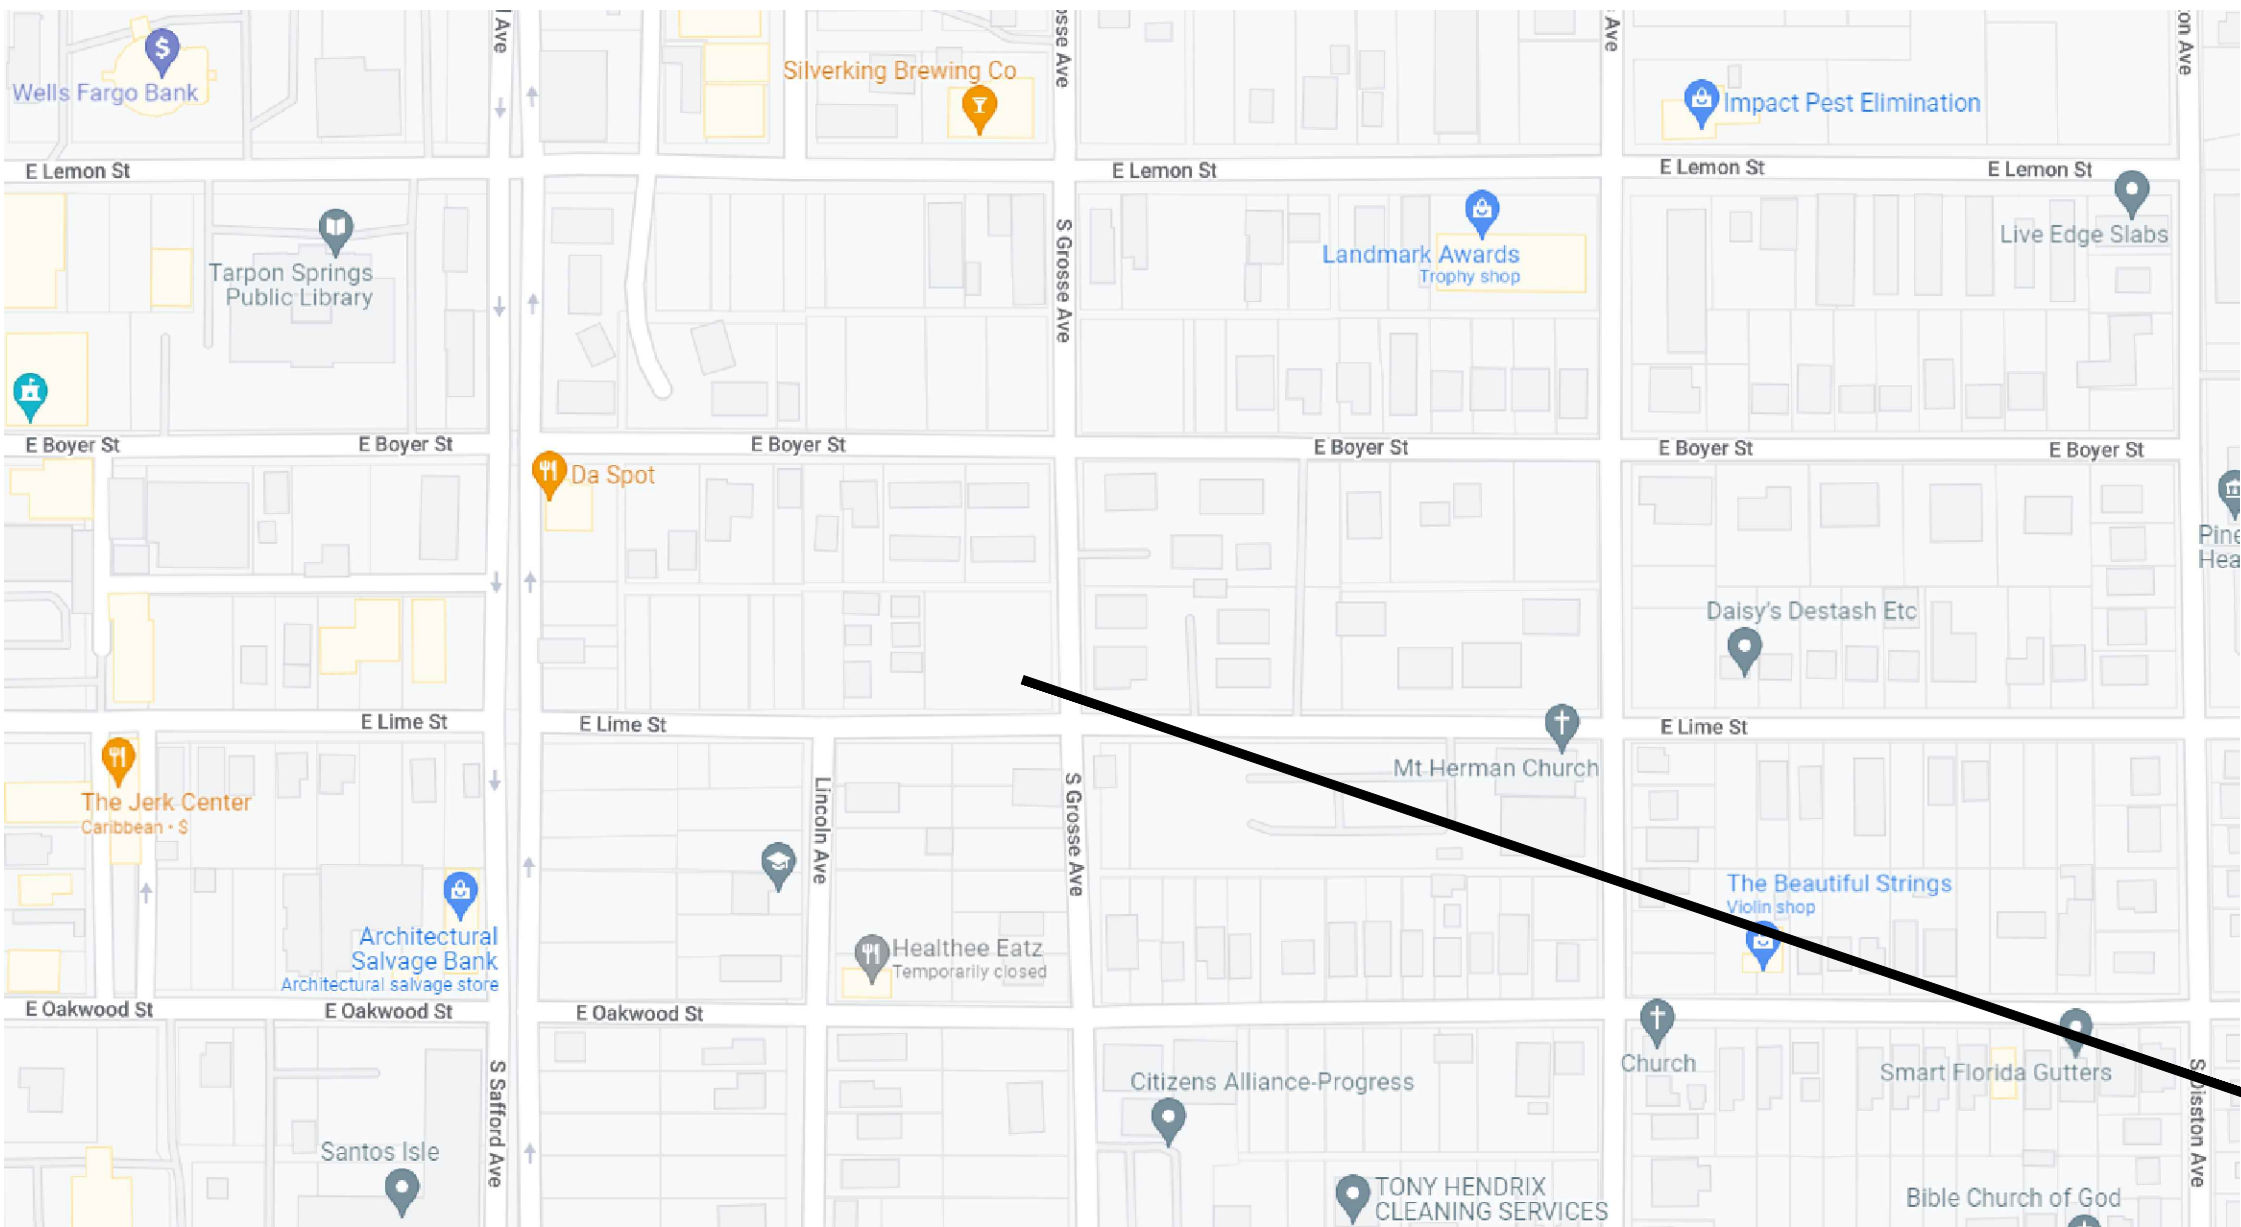 Ave
Silverking Brewing Co
Impact Pest Elimination
Wells Fargo Bank
E Lemon St
E Lemon St
E Lemon St
E Lemon St
Ave
Landmark Awards
Trophy shop
Live Edge Slabs
Tarpon Springs
Public Library
S Grosse Ave
E Boyer St
E Boyer St
E Boyer St
E Boyer St
E Boyer St
E Boyer St
Da Spot
Daisy's Destash Etc
E Lime St
E Lime St
E Lime St
Mt Herman Church
The Jerk Center
Caribbean • $
Lincoln Ave
S Grosse Ave
The Beautiful Strings
Violin shop
Architectural
Salvage Bank
Architectural salvage store
Healthee Eatz
Temporarily closed
E Oakwood St
E Oakwood St
E Oakwood St
Church
Smart Florida Gutters
Citizens Alliance-Progress
S Safford Ave
S Disston Ave
Santos Isle
TONY HENDRIX
CLEANING SERVICES
Bible Church of God